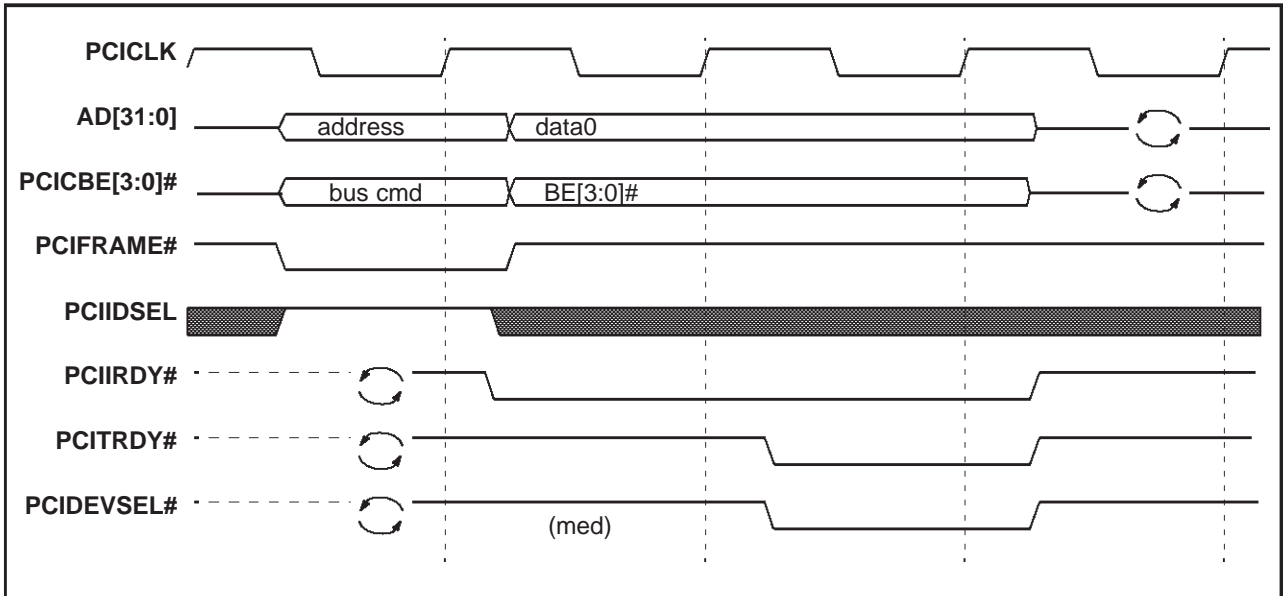 PCICLK
AD[31:0]
address data0
PCICBE[3:0]#
bus cmd BE[3:0]#
PCIFRAME#
PCIIDSEL
PCIIRDY#
PCITRDY#
PCIDEVSEL#
(med)